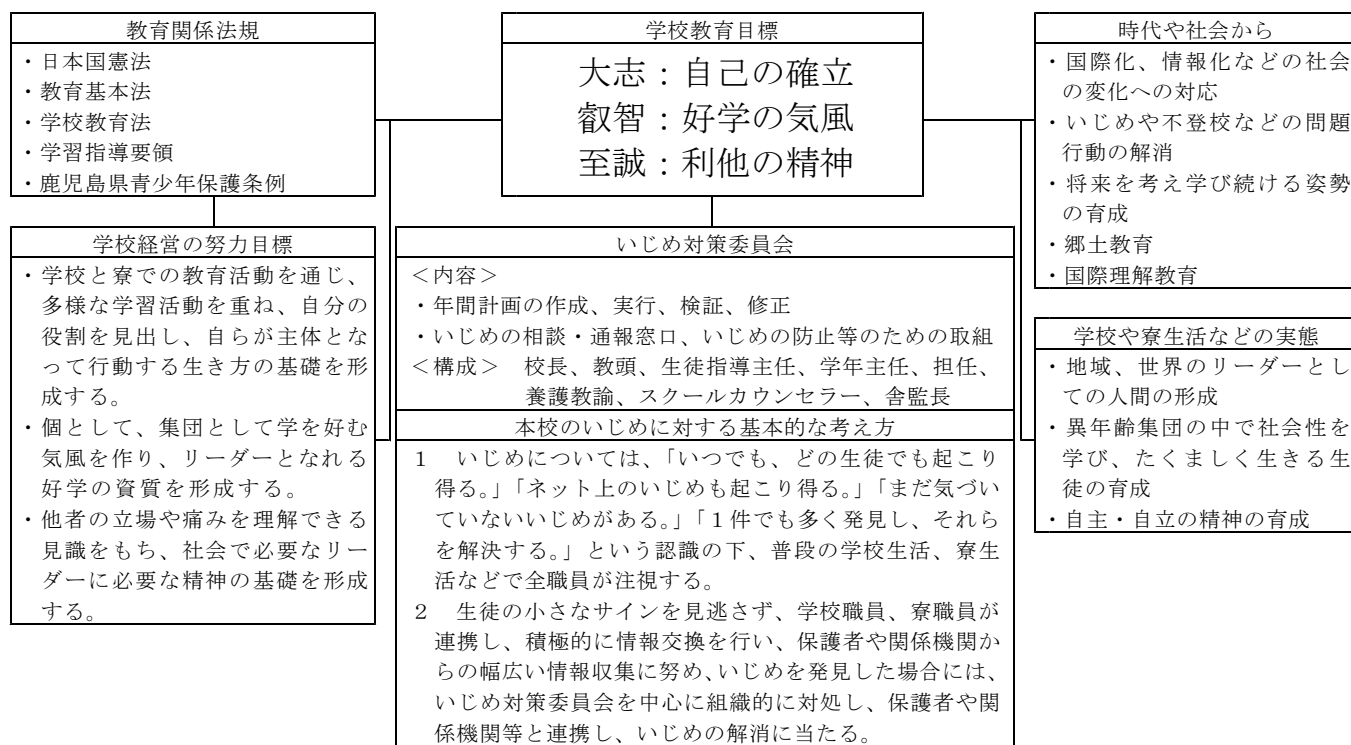 教育関係法規
・日本国憲法
・教育基本法
・学校教育法
・学習指導要領
・鹿児島県青少年保護条例
学校教育目標
大志：自己の確立
叡智：好学の気風
至誠：利他の精神
時代や社会から
・国際化、情報化などの社会
の変化への対応
・いじめや不登校などの問題
行動の解消
・将来を考え学び続ける姿勢
の育成
・郷土教育
・国際理解教育
学校経営の努力目標
・学校と寮での教育活動を通じ、
多様な学習活動を重ね、自分の
役割を見出し、自らが主体とな
って行動する生き方の基礎を形
成する。
・個として、集団として学を好む
気風を作り、リーダーとなれる
好学の資質を形成する。
・他者の立場や痛みを理解できる
見識をもち、社会で必要なリー
ダーに必要な精神の基礎を形成
する。
いじめ対策委員会
＜内容＞
・年間計画の作成、実行、検証、修正
・いじめの相談・通報窓口、いじめの防止等のための取組
＜構成＞　校長、教頭、生徒指導主任、学年主任、担任、
養護教諭、スクールカウンセラー、舎監長
本校のいじめに対する基本的な考え方
１　いじめについては、「いつでも、どの生徒でも起こり
得る。」「ネット上のいじめも起こり得る。」「まだ気づい
ていないいじめがある。」「１件でも多く発見し、それら
を解決する。」という認識の下、普段の学校生活、寮生
活などで全職員が注視する。
２　生徒の小さなサインを見逃さず、学校職員、寮職員が
連携し、積極的に情報交換を行い、保護者や関係機関か
らの幅広い情報収集に努め、いじめを発見した場合には、
いじめ対策委員会を中心に組織的に対処し、保護者や関
係機関等と連携し、いじめの解消に当たる。
学校や寮生活などの実態
・地域、世界のリーダーとし
ての人間の形成
・異年齢集団の中で社会性を
学び、たくましく生きる生
徒の育成
・自主・自立の精神の育成